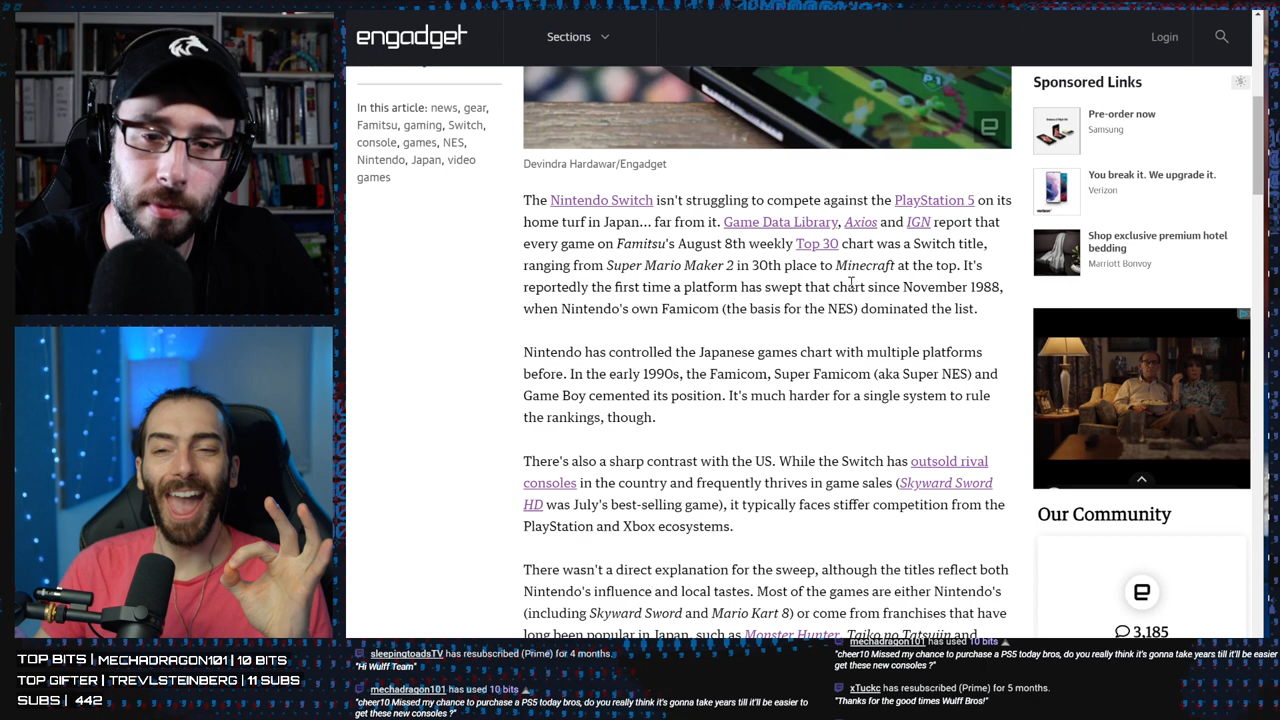 engadget
Sections
Login
In this article: news, gear,
Famitsu, gaming, Switch,
console, games, NES,
Nintendo, Japan, video
games
P1
Devindra Hardawar/Engadget
The Nintendo Switch isn't struggling to compete against the PlayStation 5 on its
home turf in Japan... far from it. Game Data Library, Axios and IGN report that
every game on Famitsu's August 8th weekly Top 30 chart was a Switch title,
ranging from Super Mario Maker 2 in 30th place to Minecraft at the top. It's
reportedly the first time a platform has swept that chart since November 1988,
when Nintendo's own Famicom (the basis for the NES) dominated the list.
Nintendo has controlled the Japanese games chart with multiple platforms
before. In the early 1990s, the Famicom, Super Famicom (aka Super NES) and
Game Boy cemented its position. It's much harder for a single system to rule
the rankings, though.
There's also a sharp contrast with the US. While the Switch has outsold rival
consoles in the country and frequently thrives in game sales (Skyward Sword
HD was July's best-selling game), it typically faces stiffer competition from the
PlayStation and Xbox ecosystems.
There wasn't a direct explanation for the sweep, although the titles reflect both
Nintendo's influence and local tastes. Most of the games are either Nintendo's
(including Skyward Sword and Mario Kart 8) or come from franchises that have
long been popular in Japan, such as Monster Hunter, Taiko no Tatsujin and
Sponsored Links
Pre-order now
Samsung
You break it. We upgrade it.
Verizon
Shop exclusive premium hotel
bedding
Marriott Bonvoy
Our Community
3,185
TOP BITS | MECHADRAGON101 | 10 BITS
TOP GIFTER | TREVLSTEINBERG | 11 SUBS
SUBS | 442
sleepingtoadsTV has resubscribed (Prime) for 4 months.
"Hi Wulff Team"
mechadragon101 has used 10 bits
"cheer10 Missed my chance to purchase a PS5 today bros, do you really think it's gonna take years till it'll be easier to
get these new consoles ?"
mechadragon101 has used 10 bits
"cheer10 Missed my chance to purchase a PS5 today bros, do you really think it's gonna take years till it'll be easier to
get these new consoles ?"
xTuckc has resubscribed (Prime) for 5 months.
"Thanks for the good times Wulff Bros!"